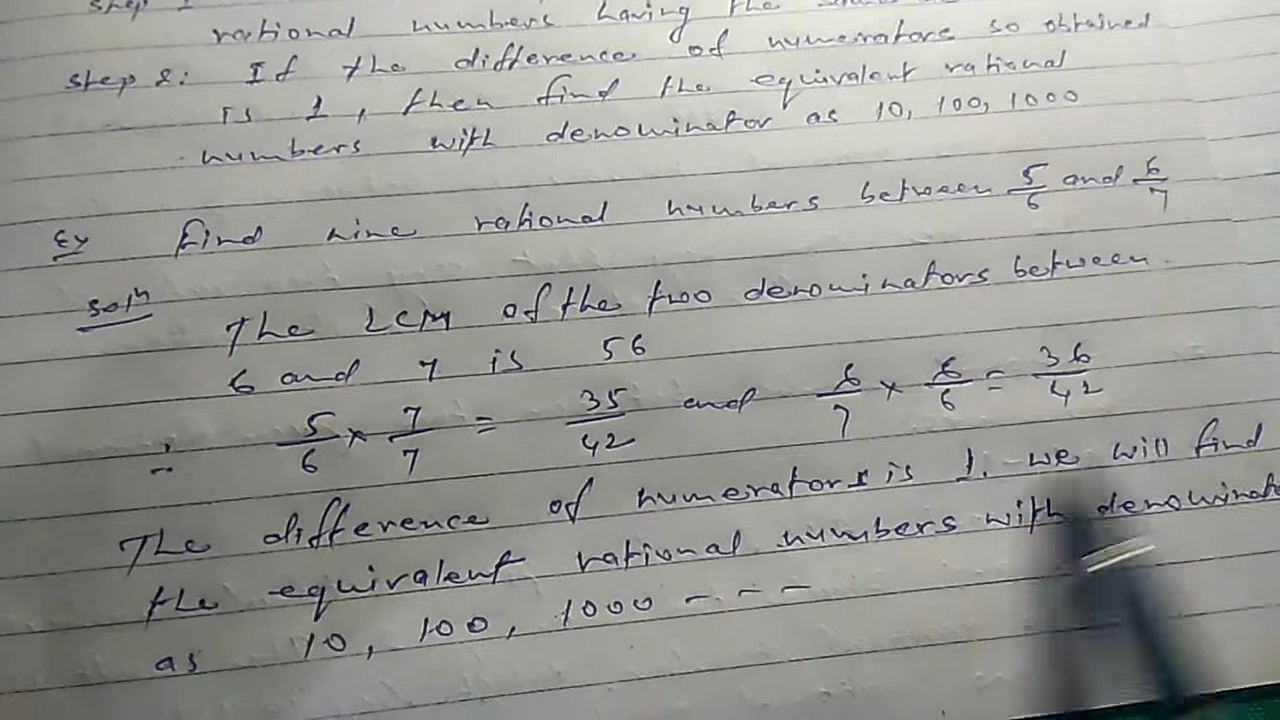 step
rational numbers having the
step 2: If the difference of numerators so obtained
is 1, then find the equivalent rational
numbers with denominator as 10, 100, 1000
Ex Find nine rational numbers between 5/6 and 6/7
Soln
The LCM of the two denominators between
6 and 7 is 56
∴ 5/6 × 7/7 = 35/42 and 6/7 × 6/6 = 36/42
The difference of numerators is 1. we will find
the equivalent rational numbers with
as 10, 100, 1000 - - -